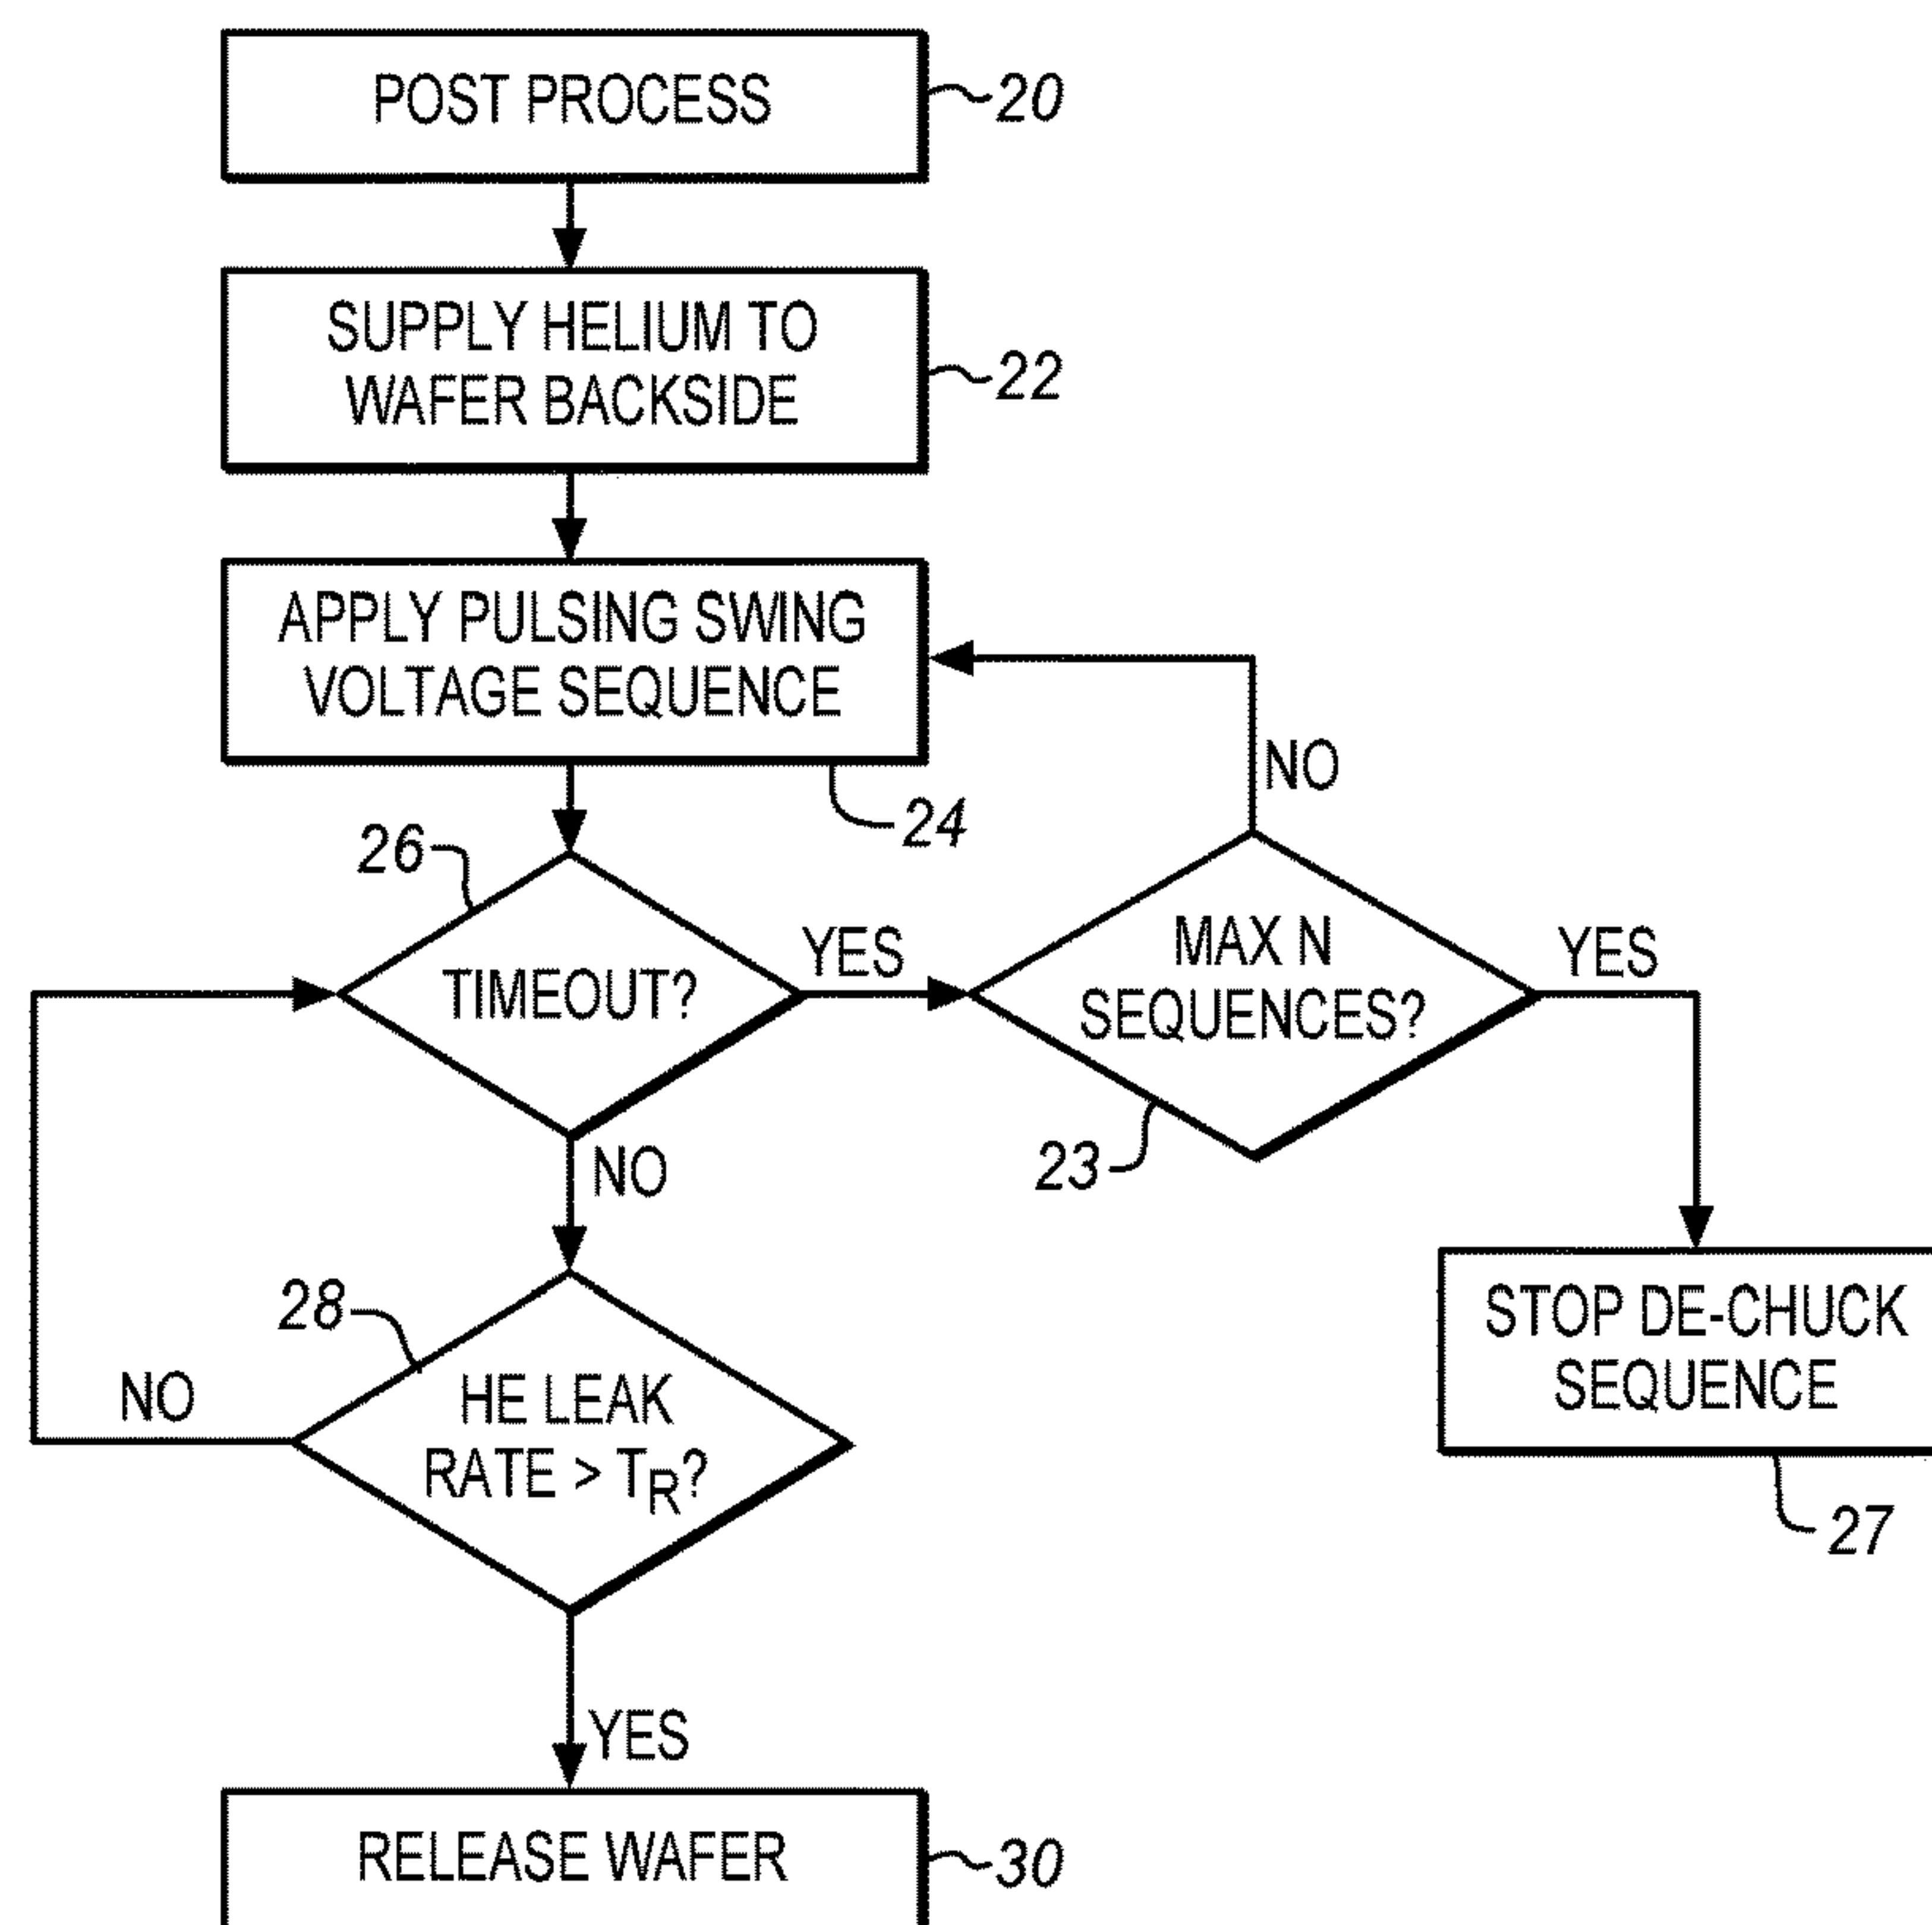 POST PROCESS
20
SUPPLY HELIUM TO
WAFER BACKSIDE
22
APPLY PULSING SWING
VOLTAGE SEQUENCE
24
NO
26
TIMEOUT?
YES
MAX N
SEQUENCES?
YES
23
NO
28
HE LEAK
RATE > TR?
NO
STOP DE-CHUCK
SEQUENCE
27
YES
RELEASE WAFER
30